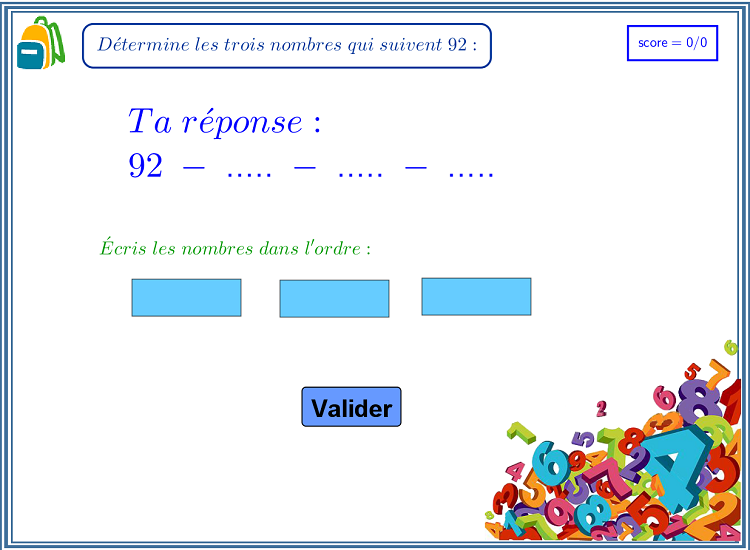 Détermine les trois nombres qui suivent 92 :
score = 0/0
Ta réponse :
92 − ..... − ..... − .....
Écris les nombres dans l'ordre :
Valider